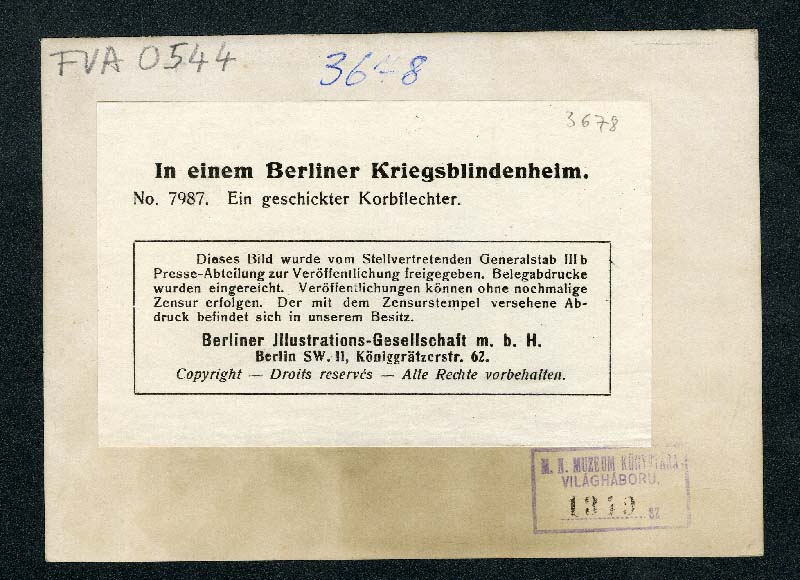 FVA 0544
3648
3678
In einem Berliner Kriegsblindenheim.
No. 7987. Ein geschickter Korbflechter.
Dieses Bild wurde vom Stellvertretenden Generalstab III b
Presse-Abteilung zur Veröffentlichung freigegeben. Belegabdrucke
wurden eingereicht. Veröffentlichungen können ohne nochmalige
Zensur erfolgen. Der mit dem Zensurstempel versehene Ab-
druck befindet sich in unserem Besitz.
Berliner Jllustrations-Gesellschaft m. b. H.
Berlin SW. 11, Königgrätzerstr. 62.
Copyright — Droits reservés — Alle Rechte vorbehalten.
M. N. MUZEUM KÖNYVTÁRA
VILÁGHÁBORU.